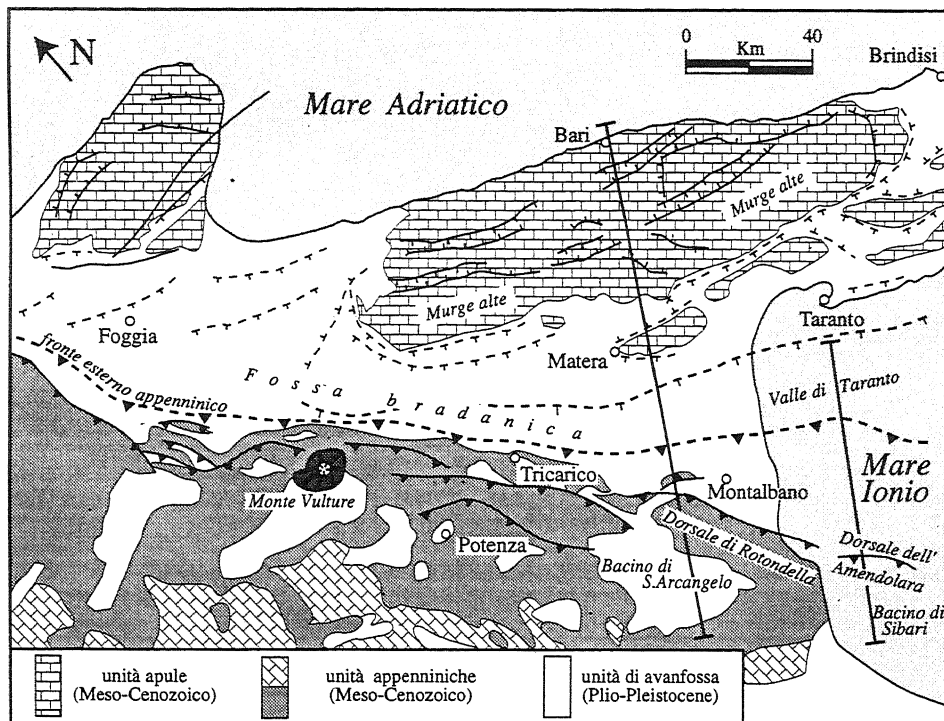 N
0 40
Km
Brindisi
Mare Adriatico
Bari
Murge alte
Murge alte
Foggia
Taranto
Matera
fronte esterno appenninico
Fossa bradanica
Valle di Taranto
Mare
Ionio
Tricarico
Montalbano
Monte Vulture
Potenza
Dorsale di Rotondella
Dorsale dell'
Amendolara
Bacino di
S.Arcangelo
Bacino di
Sibari
unità apule
(Meso-Cenozoico)
unità appenniniche
(Meso-Cenozoico)
unità di avanfossa
(Plio-Pleistocene)